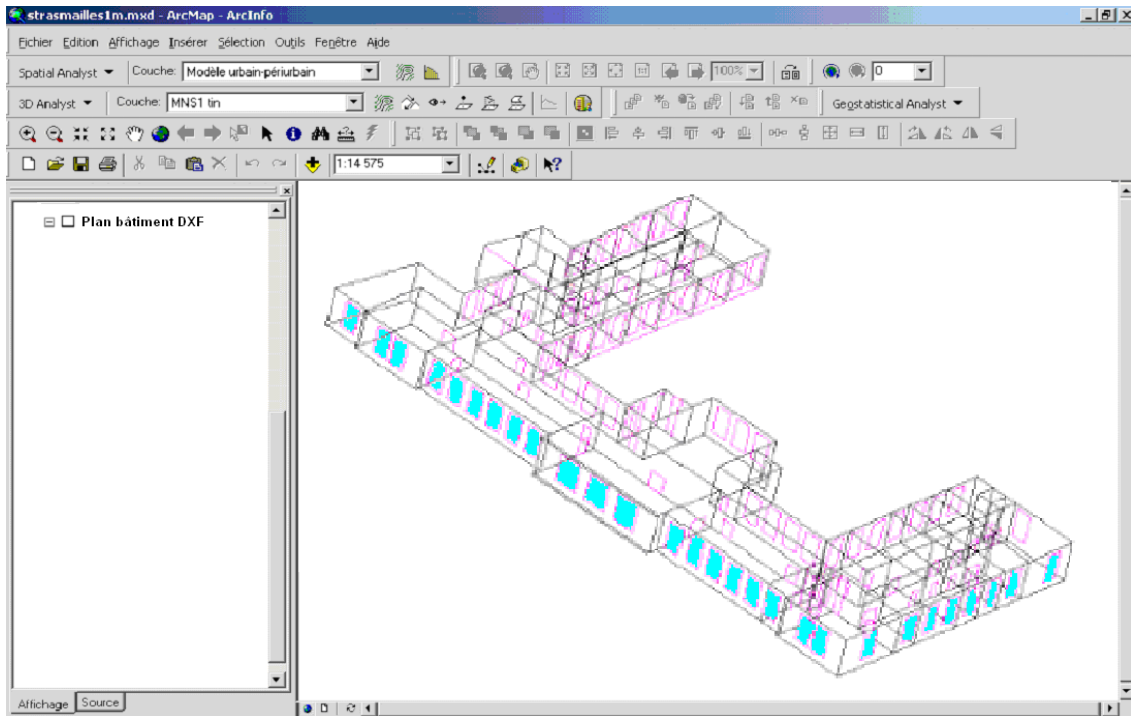 strasmailles1m.mxd - ArcMap - ArcInfo
Fichier Edition Affichage Insérer Sélection Outils Fenêtre Aide
Spatial Analyst Couche: Modèle urbain-périurbain 100% 0
3D Analyst Couche: MNS1 tin Geostatistical Analyst
1:14 575
Plan bâtiment DXF
Affichage Source